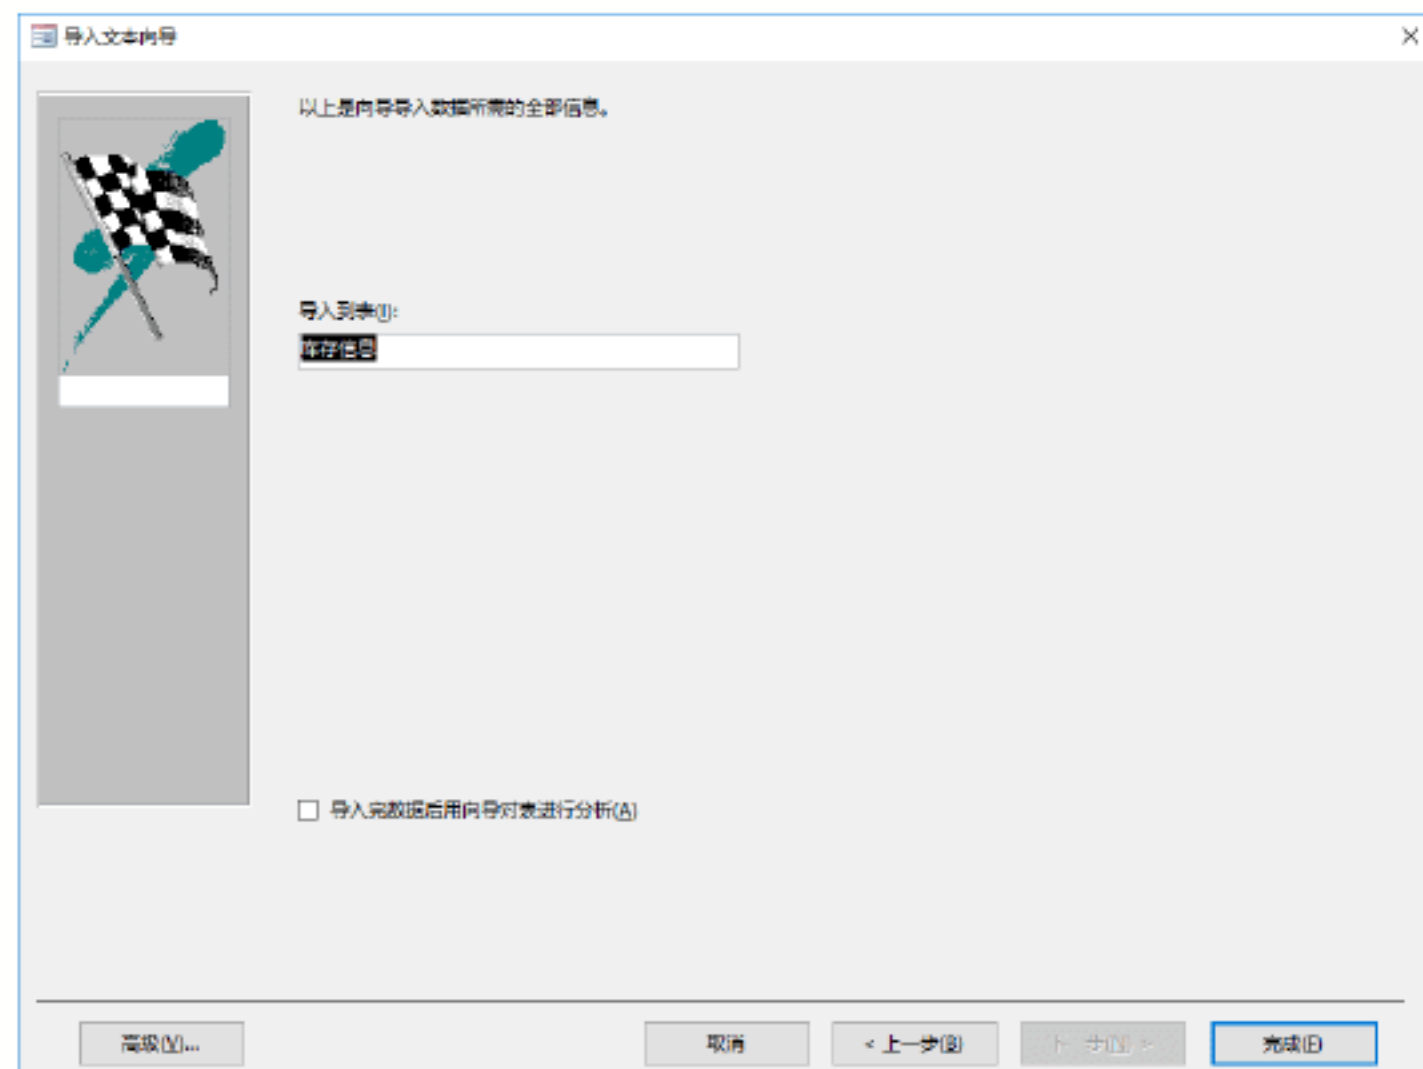 导入文本向导
以上是向导导入数据所需的全部信息。
导入到表(I):
库存信息
导入完数据后用向导对表进行分析(A)
高级(V)...
取消
< 上一步(B)
下一步(N) >
完成(F)